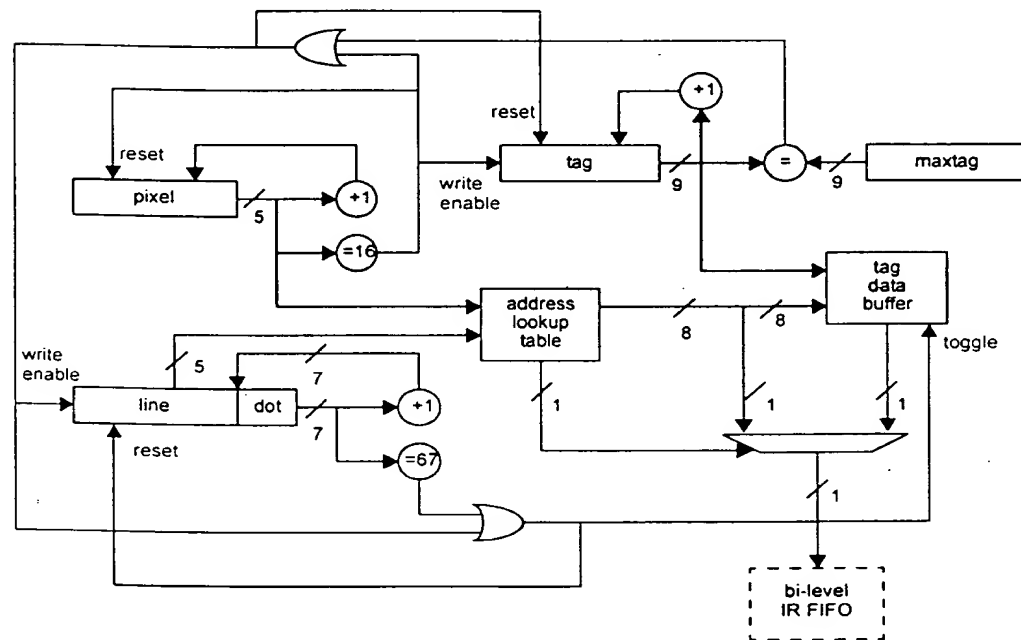 reset
+1
reset
tag
9
=
9
maxtag
write
enable
pixel
5
+1
=16
tag
data
buffer
address
lookup
table
8
8
toggle
write
enable
5
7
1
1
1
line
dot
7
+1
reset
=67
1
bi-level
IR FIFO